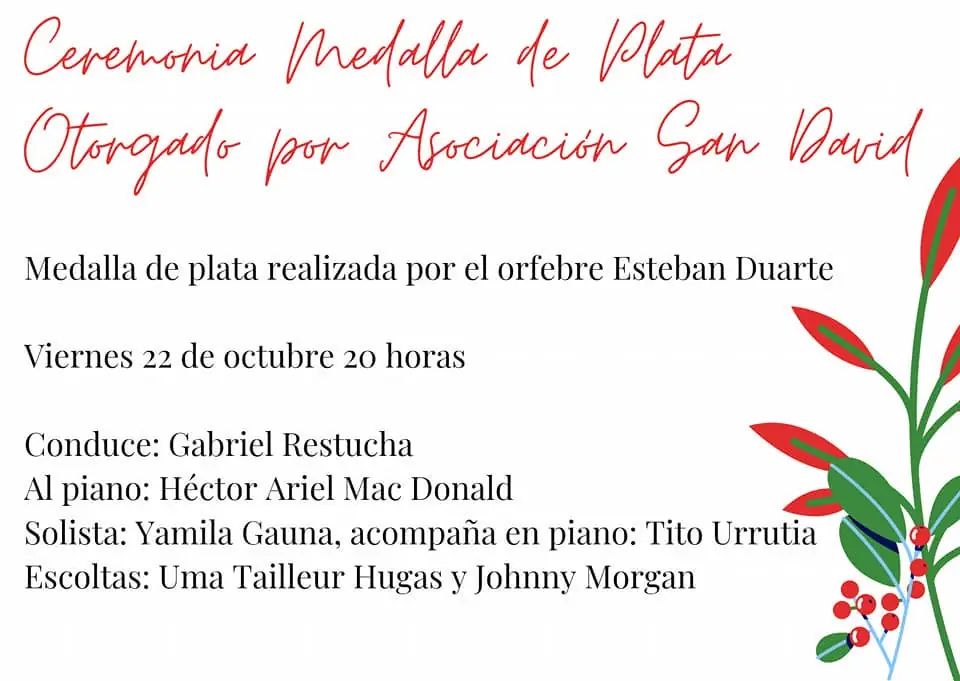 Ceremonia Medalla de Plata
Otorgado por Asociación San David
Medalla de plata realizada por el orfebre Esteban Duarte
Viernes 22 de octubre 20 horas
Conduce: Gabriel Restucha
Al piano: Héctor Ariel Mac Donald
Solista: Yamila Gauna, acompaña en piano: Tito Urrutia
Escoltas: Uma Tailleur Hugas y Johnny Morgan